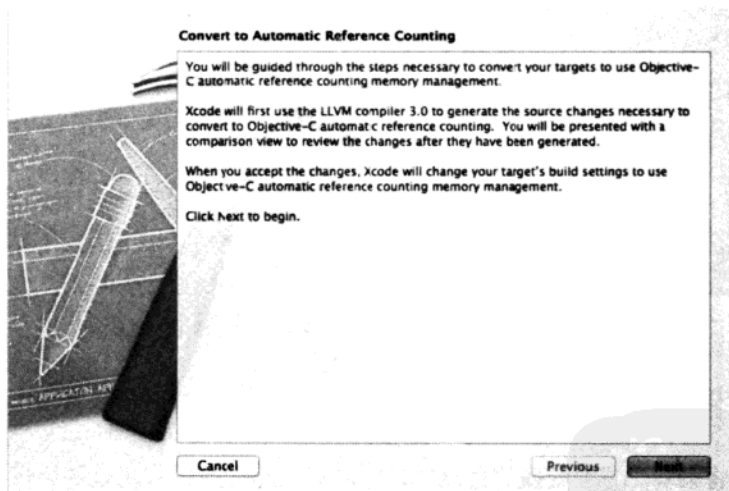 Convert to Automatic Reference Counting
You will be guided through the steps necessary to convert your targets to use Objective-
C automatic reference counting memory management.
Xcode will first use the LLVM compiler 3.0 to generate the source changes necessary to
convert to Objective-C automatic reference counting. You will be presented with a
comparison view to review the changes after they have been generated.
When you accept the changes, Xcode will change your target's build settings to use
Objective-C automatic reference counting memory management.
Click Next to begin.
Cancel
Previous
Next